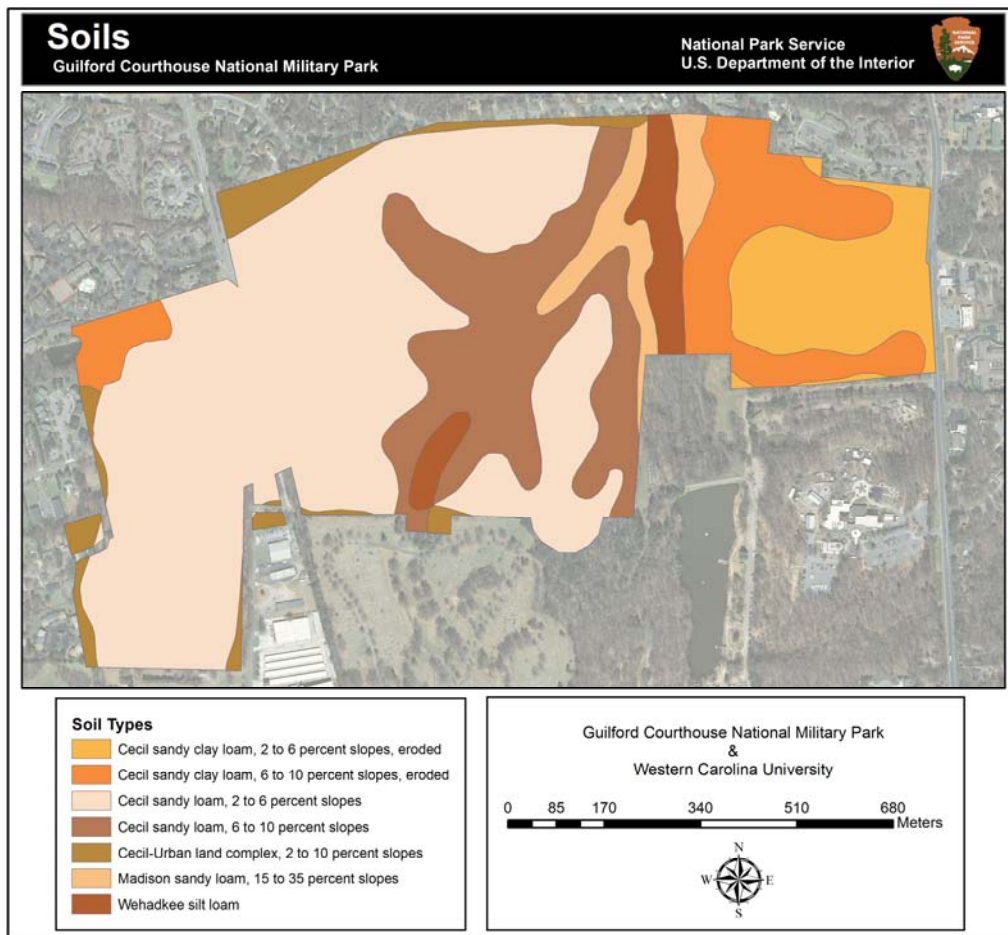 Soils
Guilford Courthouse National Military Park
National Park Service
U.S. Department of the Interior
NATIONAL
PARK
SERVICE
Soil Types
Cecil sandy clay loam, 2 to 6 percent slopes, eroded
Cecil sandy clay loam, 6 to 10 percent slopes, eroded
Cecil sandy loam, 2 to 6 percent slopes
Cecil sandy loam, 6 to 10 percent slopes
Cecil-Urban land complex, 2 to 10 percent slopes
Madison sandy loam, 15 to 35 percent slopes
Wehadkee silt loam
Guilford Courthouse National Military Park
&
Western Carolina University
0 85 170 340 510 680
Meters
N
W E
S